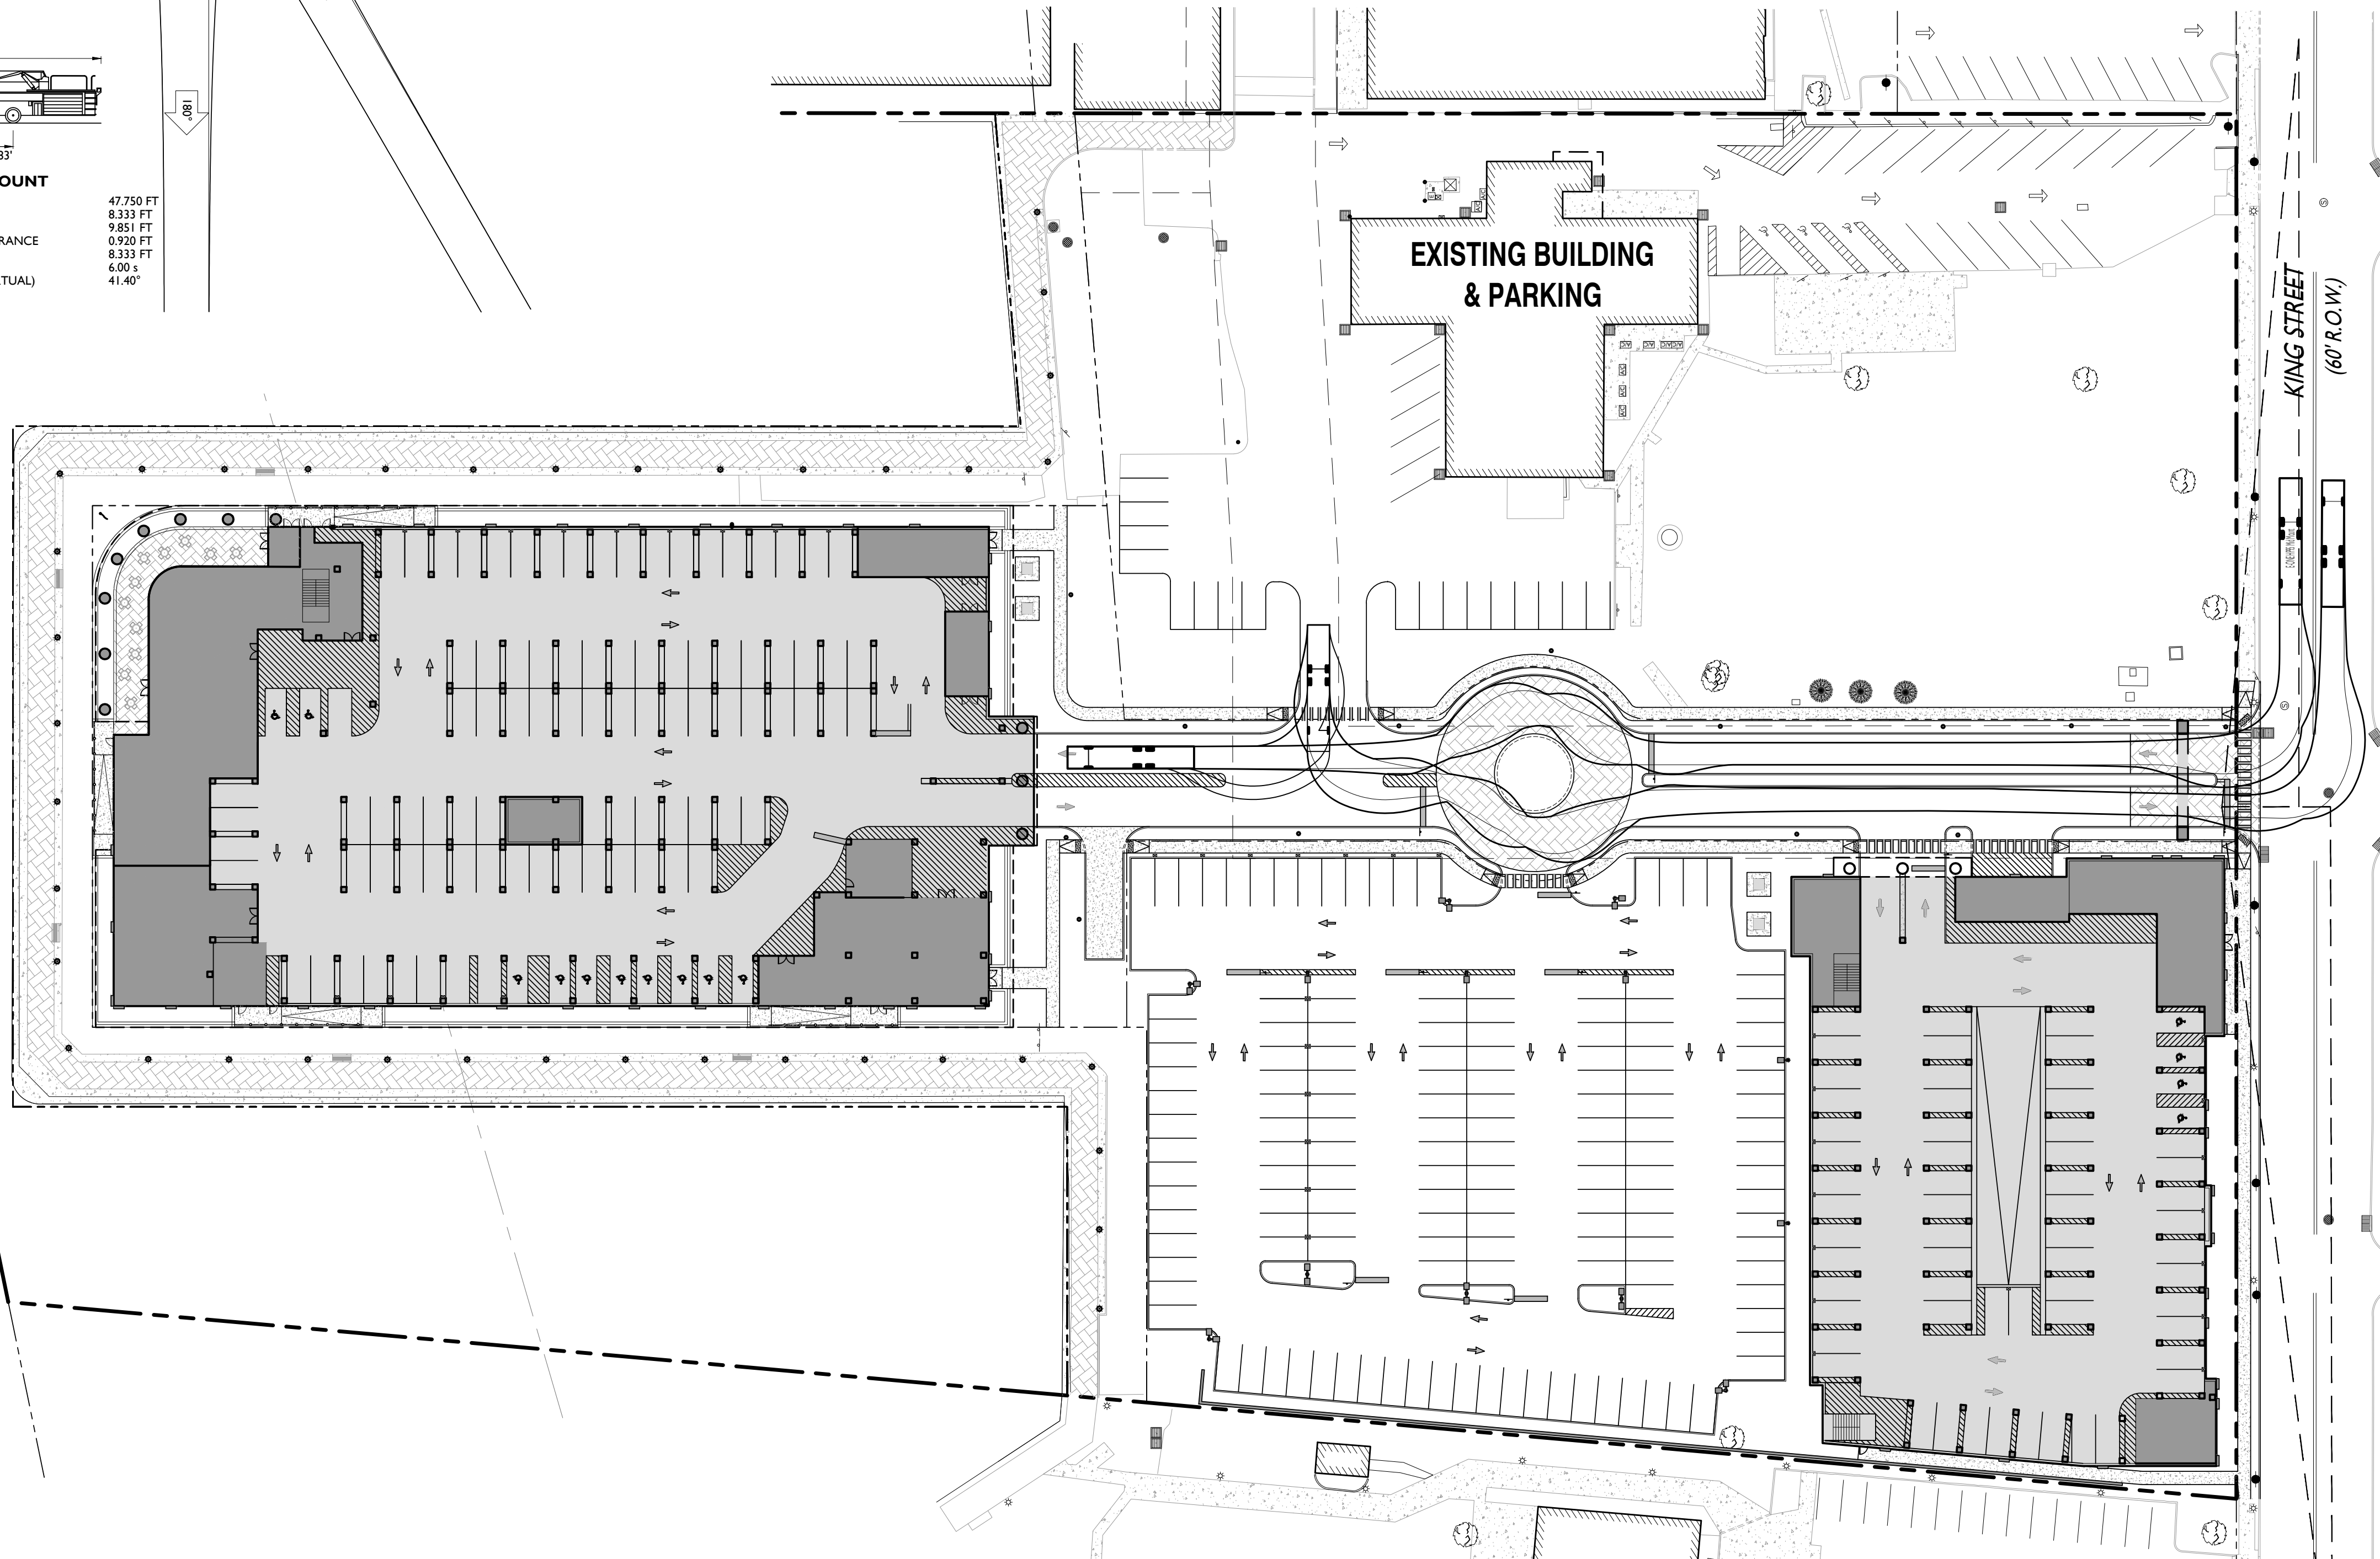 180°
83'
OUNT
47.750 FT
8.333 FT
9.851 FT
RANCE 0.920 FT
8.333 FT
6.00 s
TUAL) 41.40°
EXISTING BUILDING
& PARKING
KING STREET
(60' R.O.W.)